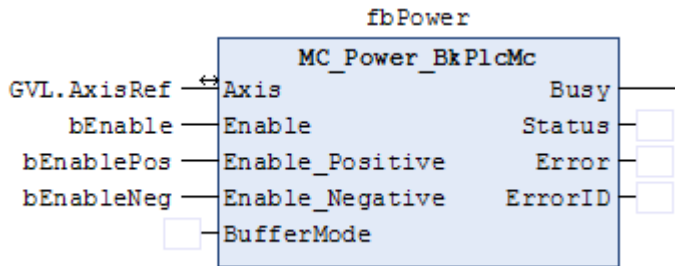 fbPower
MC_Power_BkPlcMc
GVL.AxisRef Axis Busy
bEnable Enable Status
bEnablePos Enable_Positive Error
bEnableNeg Enable_Negative ErrorID
BufferMode